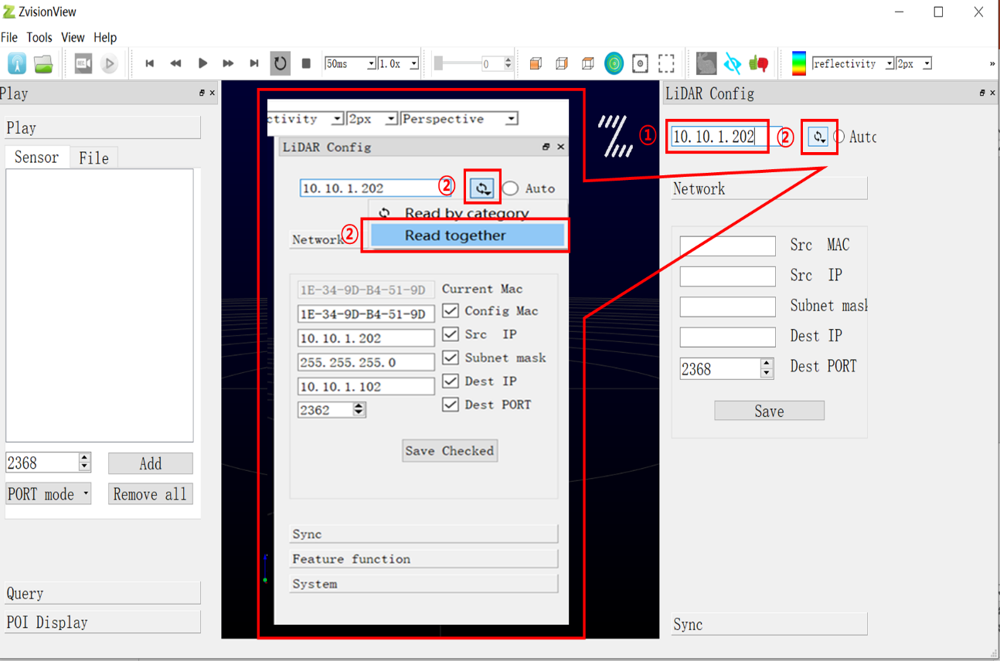 ZvisionView
File Tools View Help
REC 50ms 1.0x 0 reflectivity 2px »
Play
Play
Sensor File
2368 Add
PORT mode Remove all
Query
POI Display
ctivity 2px Perspective
LiDAR Config
10.10.1.202 ② Auto
Read by category
② Read together
Network
1E-34-9D-B4-51-9D Current Mac
1E-34-9D-B4-51-9D Config Mac
10.10.1.202 Src IP
255.255.255.0 Subnet mask
10.10.1.102 Dest IP
2362 Dest PORT
Save Checked
Sync
Feature function
System
LiDAR Config
① 10.10.1.202 ② Auto
Network
Src MAC
Src IP
Subnet mask
Dest IP
2368 Dest PORT
Save
Sync